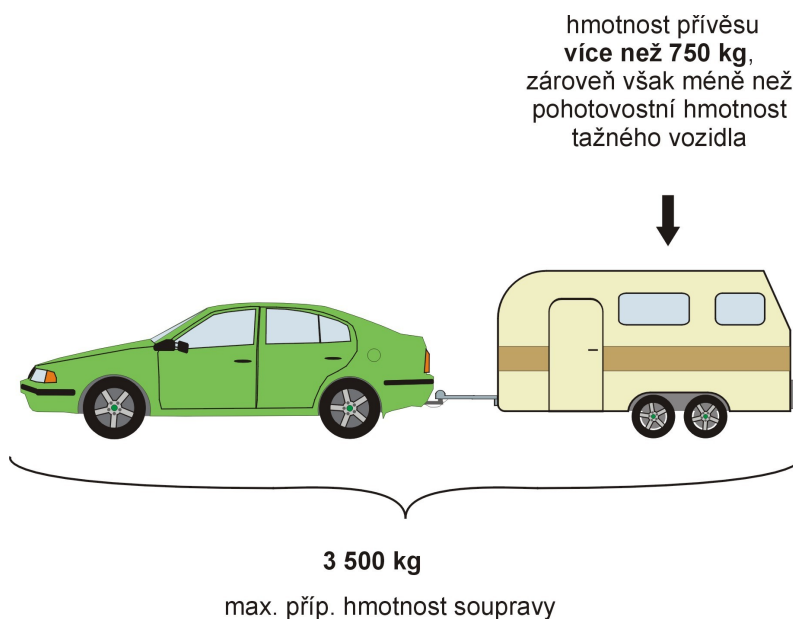 hmotnost přívěsu
více než 750 kg,
zároveň však méně než
pohotovostní hmotnost
tažného vozidla
3 500 kg
max. příp. hmotnost soupravy